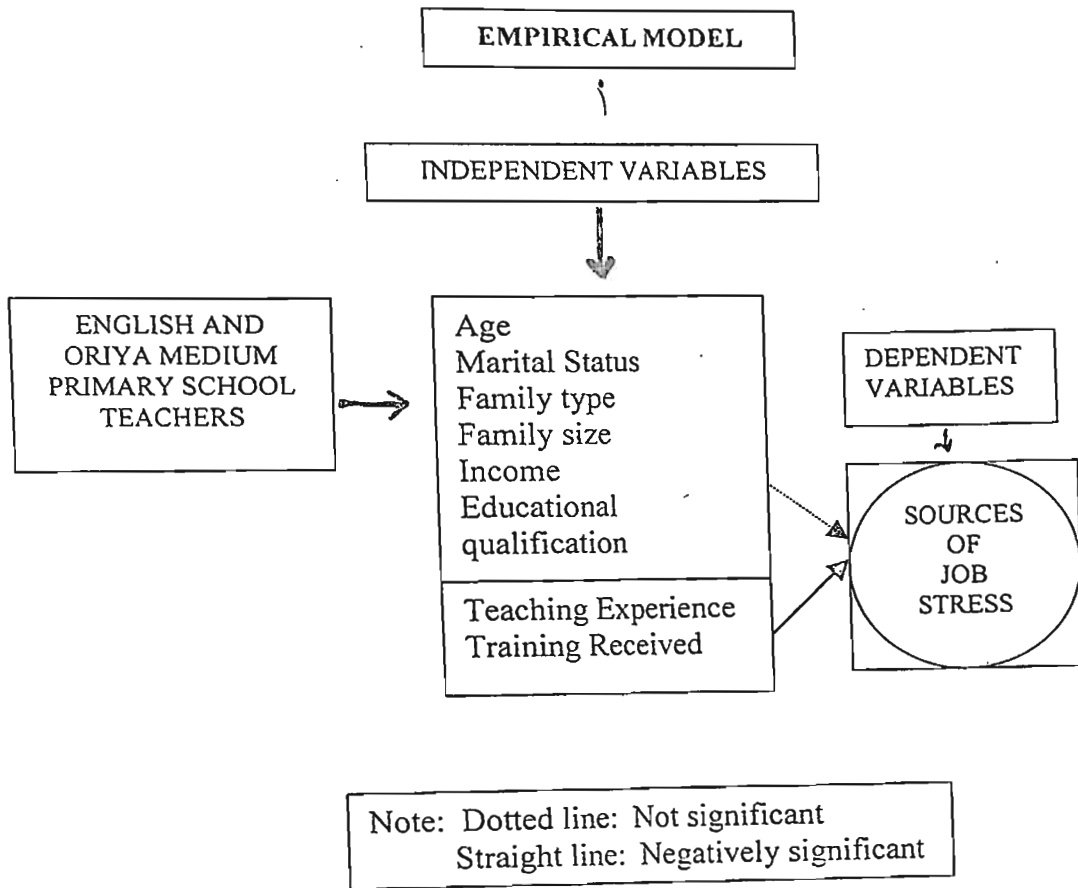 EMPIRICAL MODEL
INDEPENDENT VARIABLES
ENGLISH AND
ORIYA MEDIUM
PRIMARY SCHOOL
TEACHERS
Age
Marital Status
Family type
Family size
Income
Educational
qualification
Teaching Experience
Training Received
DEPENDENT
VARIABLES
SOURCES
OF
JOB
STRESS
Note: Dotted line: Not significant
Straight line: Negatively significant